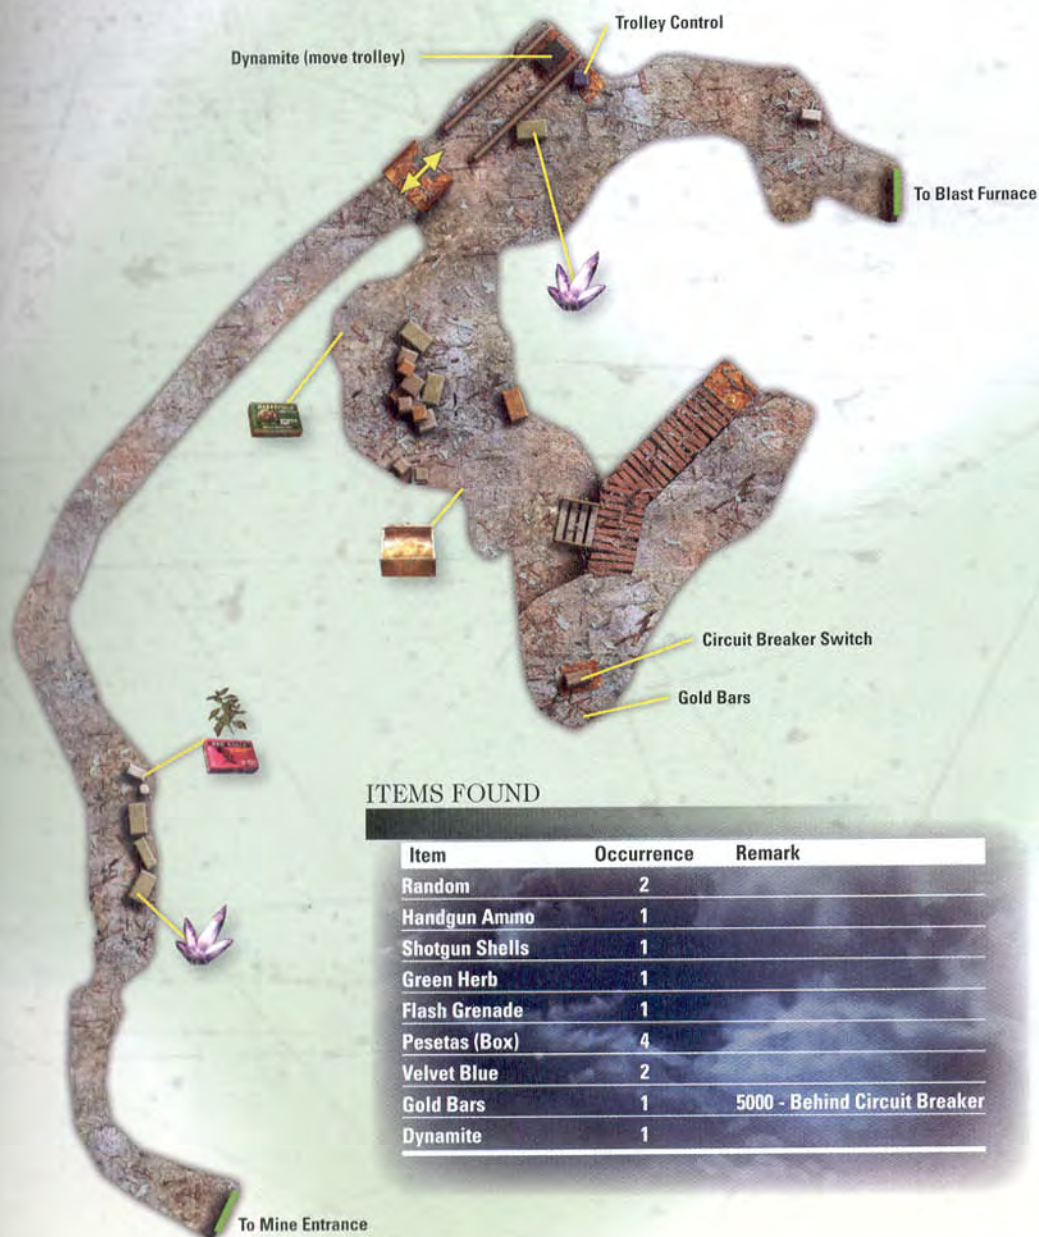 Trolley Control
Dynamite (move trolley)
To Blast Furnace
Circuit Breaker Switch
Gold Bars
ITEMS FOUND
Item Occurrence Remark
Random 2
Handgun Ammo 1
Shotgun Shells 1
Green Herb 1
Flash Grenade 1
Pesetas (Box) 4
Velvet Blue 2
Gold Bars 1 5000 - Behind Circuit Breaker
Dynamite 1
To Mine Entrance